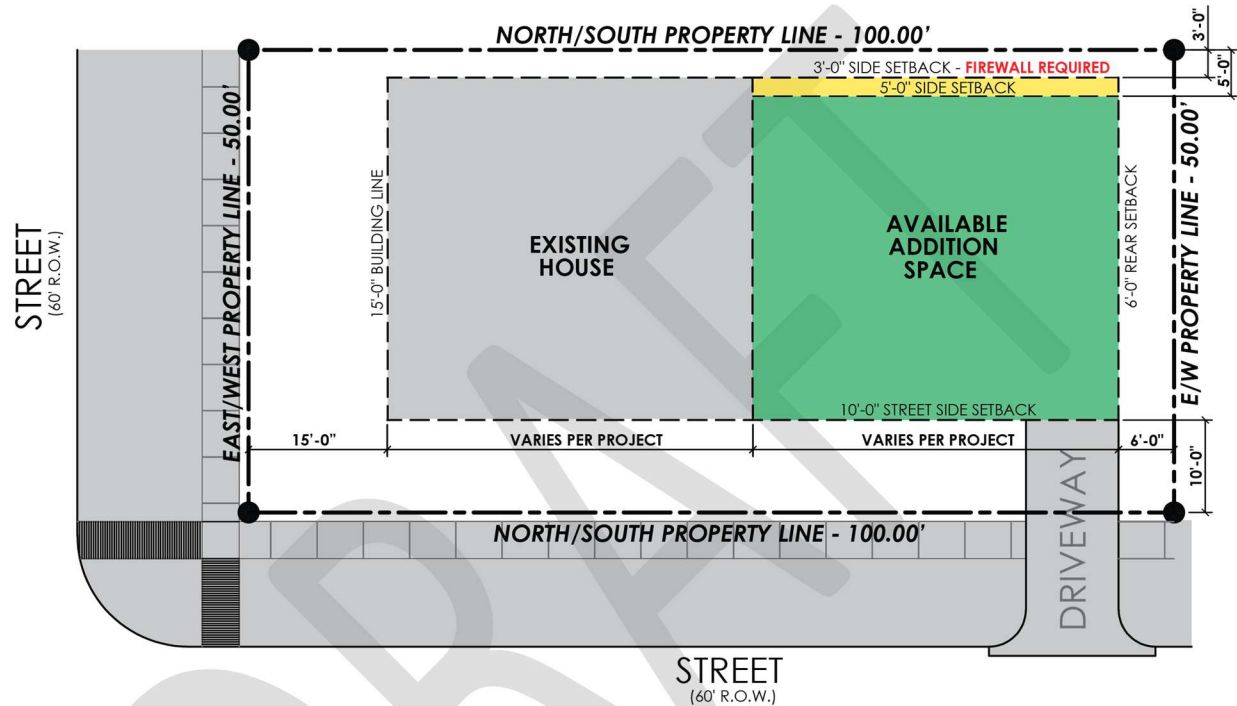 NORTH/SOUTH PROPERTY LINE - 100.00'
3'-0"
3'-0" SIDE SETBACK - FIREWALL REQUIRED
5'-0"
5'-0" SIDE SETBACK
STREET
(60' R.O.W.)
EAST/WEST PROPERTY LINE - 50.00'
15'-0" BUILDING LINE
EXISTING
HOUSE
AVAILABLE
ADDITION
SPACE
6'-0" REAR SETBACK
E/W PROPERTY LINE - 50.00'
10'-0" STREET SIDE SETBACK
15'-0"
VARIES PER PROJECT
VARIES PER PROJECT
6'-0"
10'-0"
NORTH/SOUTH PROPERTY LINE - 100.00'
DRIVEWAY
STREET
(60' R.O.W.)
DRAFT